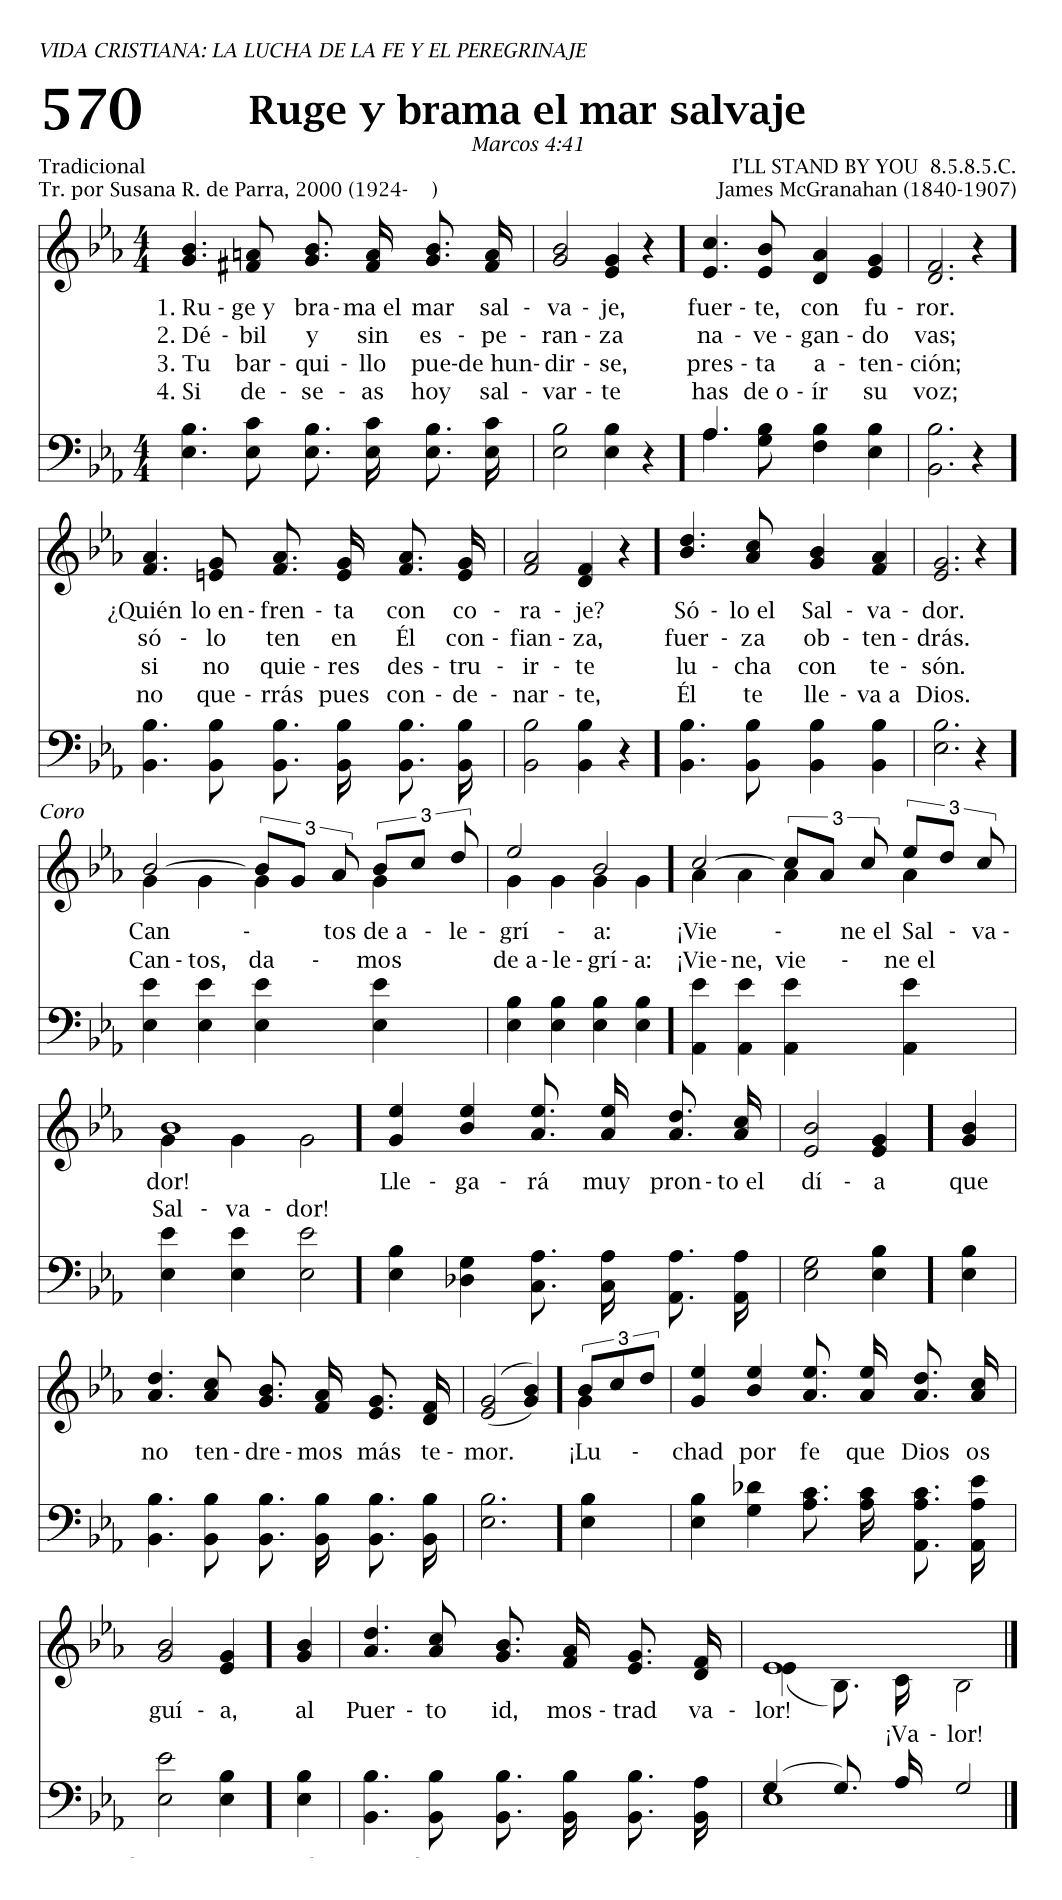 VIDA CRISTIANA: LA LUCHA DE LA FE Y EL PEREGRINAJE
570 Ruge y brama el mar salvaje
Marcos 4:41
Tradicional I'LL STAND BY YOU 8.5.8.5.C.
Tr. por Susana R. de Parra, 2000 (1924- ) James McGranahan (1840-1907)
1. Ru - ge y bra - ma el mar sal - va - je, fuer - te, con fu - ror.
2. Dé - bil y sin es - pe - ran - za na - ve - gan - do vas;
3. Tu bar - qui - llo pue - de hun - dir - se, pres - ta a - ten - ción;
4. Si de - se - as hoy sal - var - te has de o - ír su voz;
¿Quién lo en - fren - ta con co - ra - je? Só - lo el Sal - va - dor.
só - lo ten en Él con - fian - za, fuer - za ob - ten - drás.
si no quie - res des - tru - ir - te lu - cha con te - són.
no que - rrás pues con - de - nar - te, Él te lle - va a Dios.
Coro
3 3 3 3
Can - tos de a - le - grí - a: ¡Vie - ne el Sal - va -
Can - tos, da - mos de a - le - grí - a: ¡Vie - ne, vie - ne el
dor! Lle - ga - rá muy pron - to el dí - a que
Sal - va - dor!
3
no ten - dre - mos más te - mor. ¡Lu - chad por fe que Dios os
guí - a, al Puer - to id, mos - trad va - lor!
¡Va - lor!